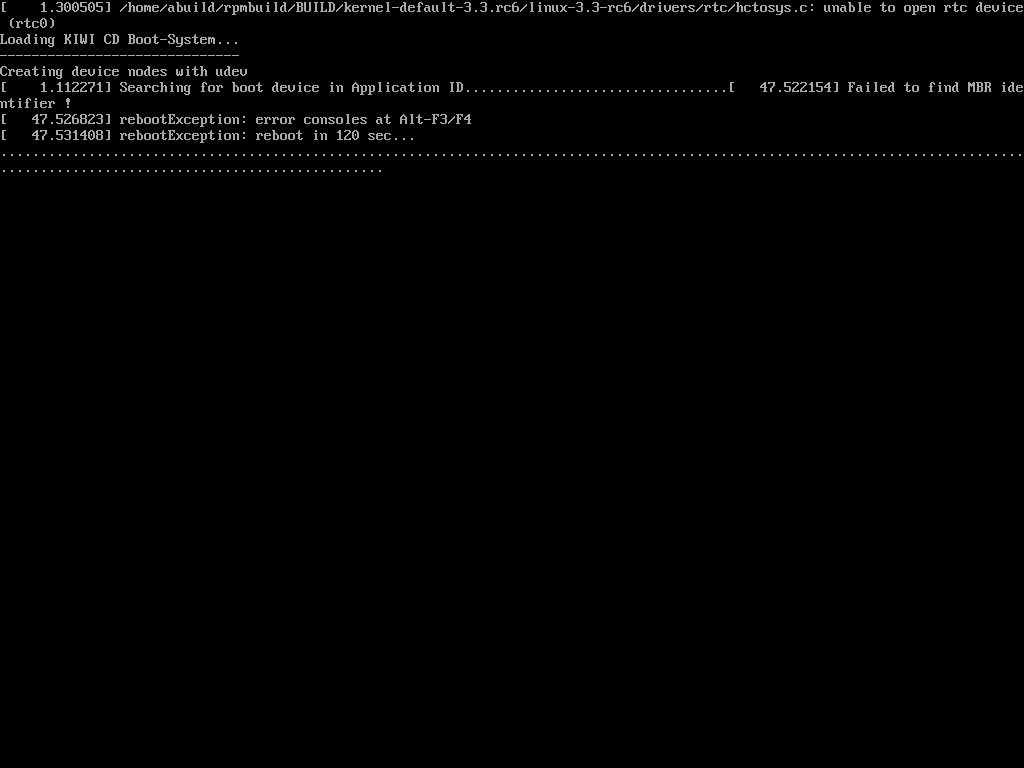 [    1.300505] /home/abuild/rpmbuild/BUILD/kernel-default-3.3.rc6/linux-3.3-rc6/drivers/rtc/hctosys.c: unable to open rtc device
 (rtc0)
Loading KIWI CD Boot-System...
------------------------------
Creating device nodes with udev
[    1.112271] Searching for boot device in Application ID.................................[   47.522154] Failed to find MBR ide
ntifier !
[   47.526823] rebootException: error consoles at Alt-F3/F4
[   47.531408] rebootException: reboot in 120 sec...
................................................................................................................................
................................................